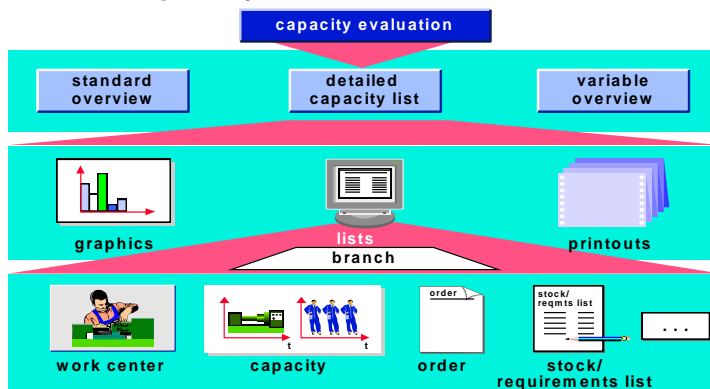 capacity evaluation
standard
overview
detailed
capacity list
variable
overview
graphics
lists
printouts
branch
order
stock/
reqmts list
t
t
. . .
work center
capacity
order
stock/
requirements list